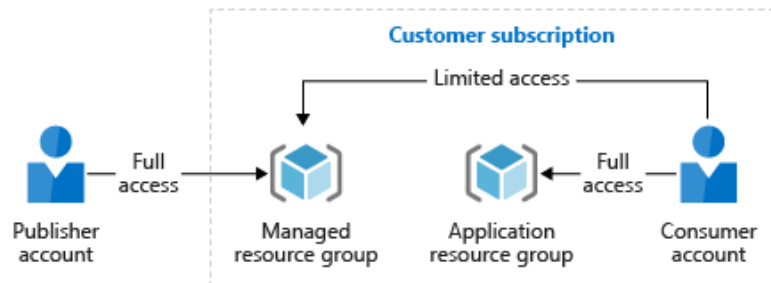 Customer subscription
Limited access
Full
access
Full
access
Publisher
account
Managed
resource group
Application
resource group
Consumer
account